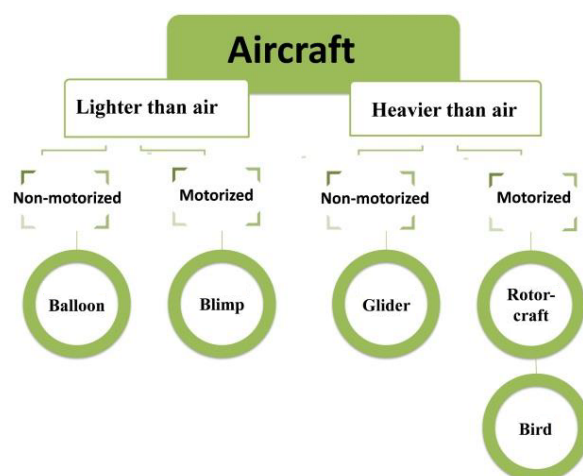 Aircraft
Lighter than air
Heavier than air
Non-motorized
Motorized
Non-motorized
Motorized
Balloon
Blimp
Glider
Rotor-
craft
Bird